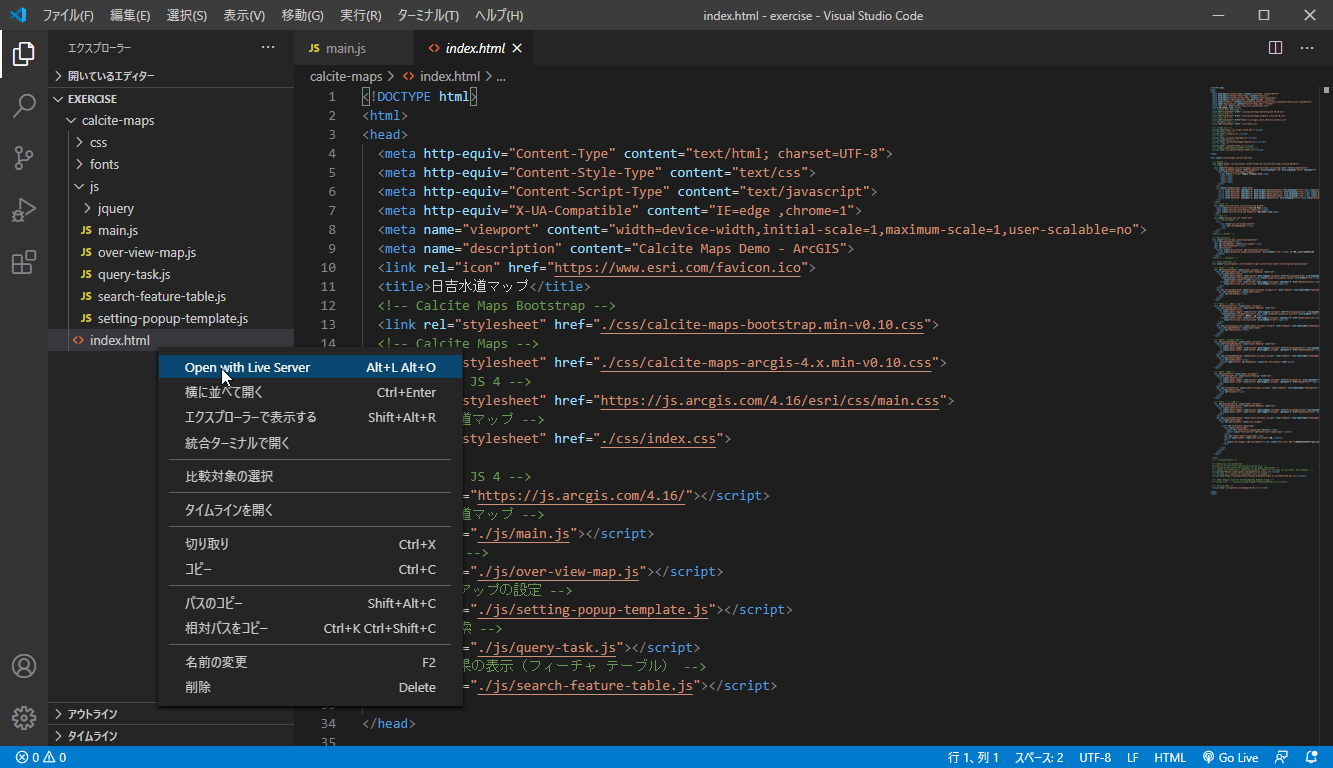 ファイル(F) 編集(E) 選択(S) 表示(V) 移動(G) 実行(R) ターミナル(T) ヘルプ(H) index.html - exercise - Visual Studio Code
エクスプローラー ···
開いているエディター
EXERCISE
calcite-maps
css
fonts
js
jquery
JS main.js
JS over-view-map.js
JS query-task.js
JS search-feature-table.js
JS setting-popup-template.js
<> index.html
アウトライン
タイムライン
JS main.js <> index.html
calcite-maps > <> index.html > ...
1 <!DOCTYPE html>
2 <html>
3 <head>
4 <meta http-equiv="Content-Type" content="text/html; charset=UTF-8">
5 <meta http-equiv="Content-Style-Type" content="text/css">
6 <meta http-equiv="Content-Script-Type" content="text/javascript">
7 <meta http-equiv="X-UA-Compatible" content="IE=edge ,chrome=1">
8 <meta name="viewport" content="width=device-width,initial-scale=1,maximum-scale=1,user-scalable=no">
9 <meta name="description" content="Calcite Maps Demo - ArcGIS">
10 <link rel="icon" href="https://www.esri.com/favicon.ico">
11 <title>日吉水道マップ</title>
12 <!-- Calcite Maps Bootstrap -->
13 <link rel="stylesheet" href="./css/calcite-maps-bootstrap.min-v0.10.css">
14 <!-- Calcite Maps -->
stylesheet" href="./css/calcite-maps-arcgis-4.x.min-v0.10.css">
JS 4 -->
stylesheet" href="https://js.arcgis.com/4.16/esri/css/main.css">
道マップ -->
stylesheet" href="./css/index.css">
JS 4 -->
="https://js.arcgis.com/4.16/"></script>
道マップ -->
="./js/main.js"></script>
-->
="./js/over-view-map.js"></script>
アップの設定 -->
="./js/setting-popup-template.js"></script>
索 -->
="./js/query-task.js"></script>
果の表示（フィーチャ テーブル） -->
="./js/search-feature-table.js"></script>
34 </head>
35
Open with Live Server Alt+L Alt+O
横に並べて開く Ctrl+Enter
エクスプローラーで表示する Shift+Alt+R
統合ターミナルで開く
比較対象の選択
タイムラインを開く
切り取り Ctrl+X
コピー Ctrl+C
パスのコピー Shift+Alt+C
相対パスをコピー Ctrl+K Ctrl+Shift+C
名前の変更 F2
削除 Delete
0 0 行 1、列 1 スペース: 2 UTF-8 LF HTML Go Live